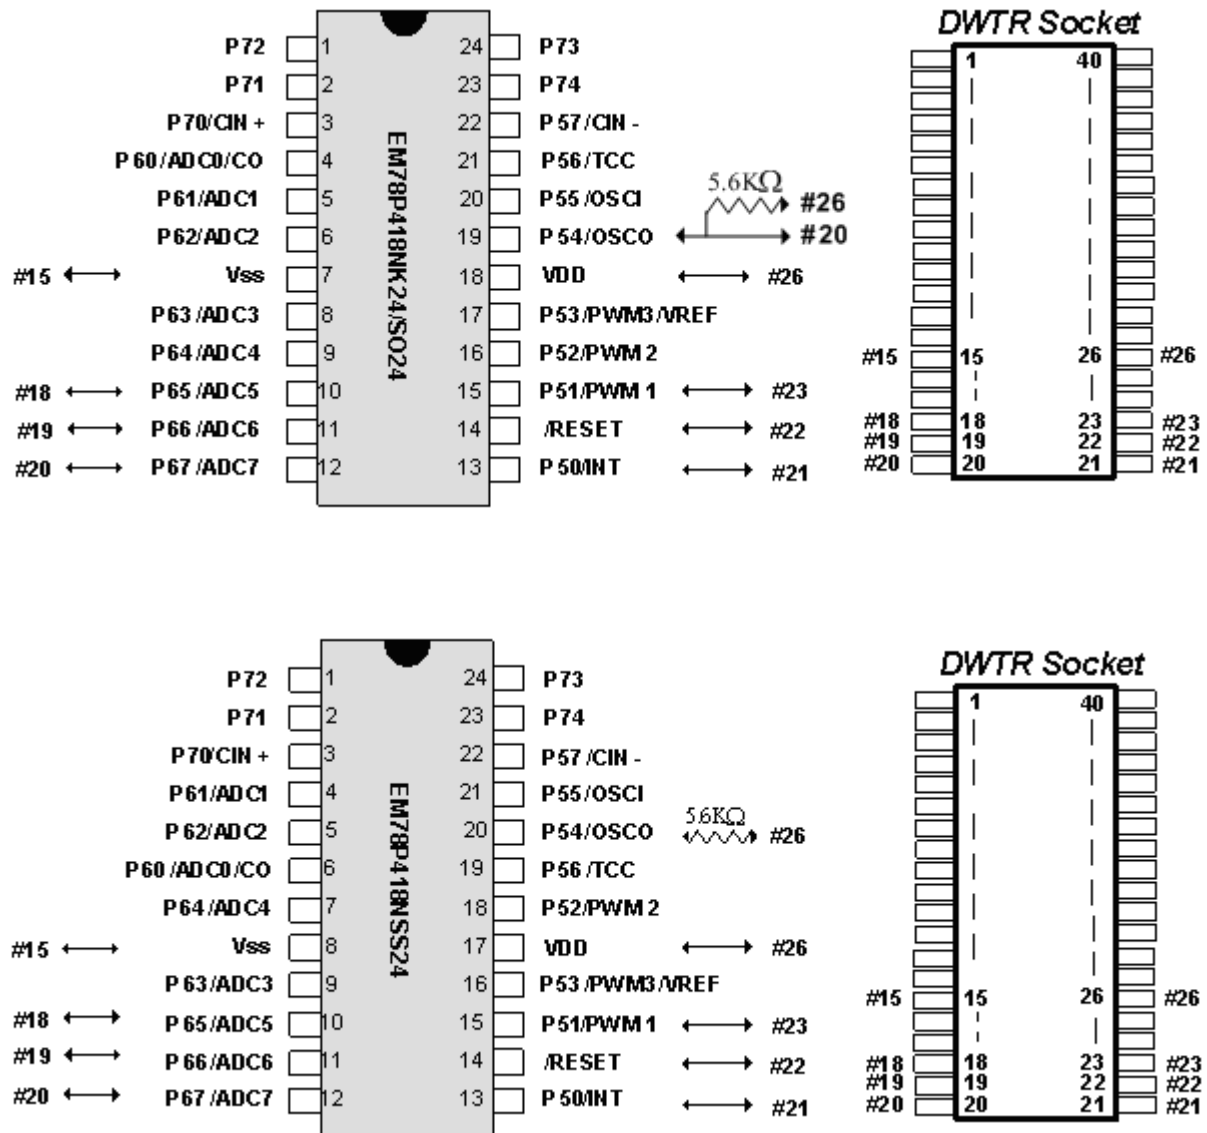 DWTR Socket
P72 1 24 P73
P71 2 23 P74
P70/CIN + 3 22 P57/CIN -
P60/ADC0/CO 4 21 P56/TCC
P61/ADC1 5 20 P55/OSCI
P62/ADC2 6 19 P54/OSCO
5.6KΩ #26
#20
#15 Vss 7 18 VDD #26
P63/ADC3 8 17 P53/PWM3/VREF
P64/ADC4 9 16 P52/PWM2
#18 P65/ADC5 10 15 P51/PWM1 #23
#19 P66/ADC6 11 14 /RESET #22
#20 P67/ADC7 12 13 P50/INT #21
EM78P418NK24/SO24
1 40
#15 15 26 #26
#18 18 23 #23
#19 19 22 #22
#20 20 21 #21
DWTR Socket
P72 1 24 P73
P71 2 23 P74
P70/CIN + 3 22 P57/CIN -
P61/ADC1 4 21 P55/OSCI
P62/ADC2 5 20 P54/OSCO 5.6KΩ #26
P60/ADC0/CO 6 19 P56/TCC
P64/ADC4 7 18 P52/PWM2
#15 Vss 8 17 VDD #26
P63/ADC3 9 16 P53/PWM3/VREF
#18 P65/ADC5 10 15 P51/PWM1 #23
#19 P66/ADC6 11 14 /RESET #22
#20 P67/ADC7 12 13 P50/INT #21
EM78P418NSS24
1 40
#15 15 26 #26
#18 18 23 #23
#19 19 22 #22
#20 20 21 #21